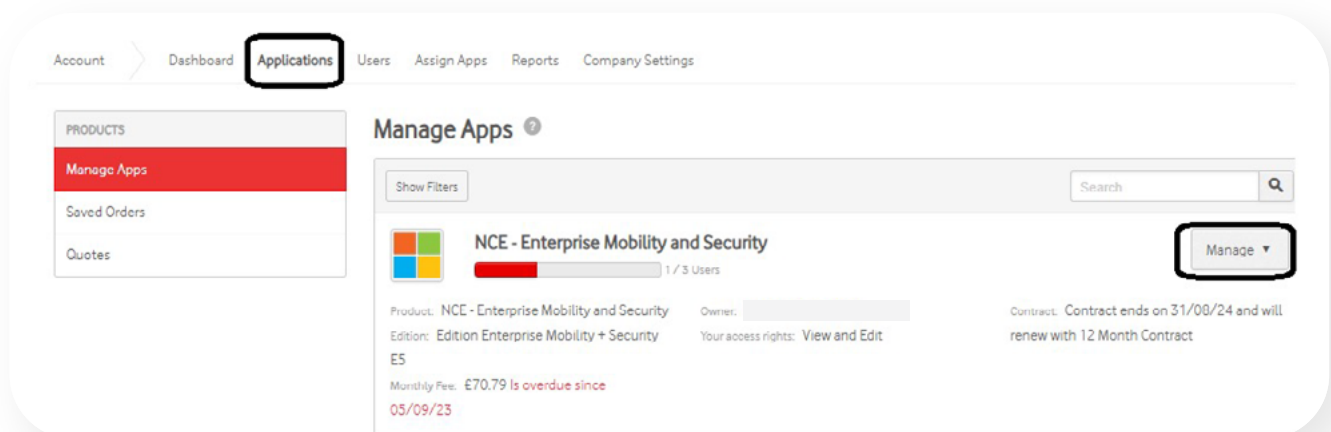 Account Dashboard Applications Users Assign Apps Reports Company Settings
PRODUCTS
Manage Apps
Saved Orders
Quotes
Manage Apps ?
Show Filters
Search
NCE - Enterprise Mobility and Security
1 / 3 Users
Manage
Product: NCE - Enterprise Mobility and Security
Edition: Edition Enterprise Mobility + Security
E5
Monthly Fee: £70.79 Is overdue since
05/09/23
Owner:
Your access rights: View and Edit
Contract: Contract ends on 31/08/24 and will
renew with 12 Month Contract